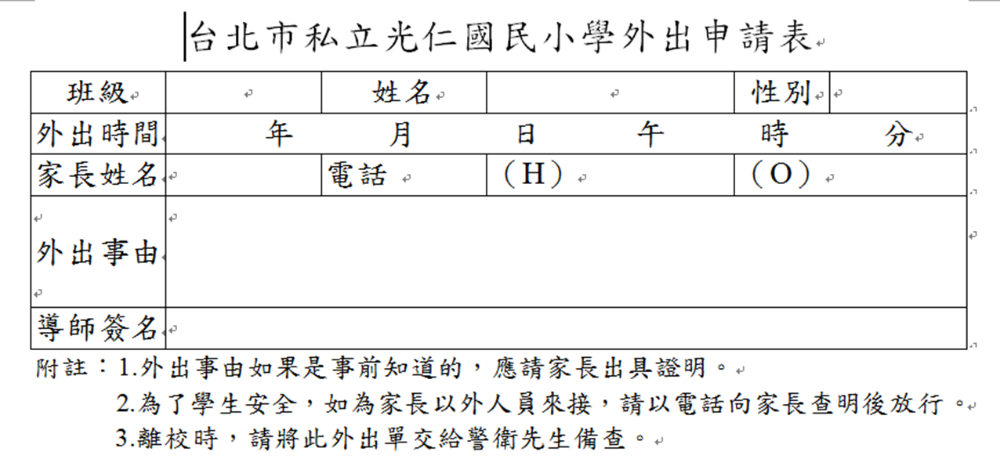 台北市私立光仁國民小學外出申請表
班級 姓名 性別
外出時間 年 月 日 午 時 分
家長姓名 電話 （H） （O）
外出事由
導師簽名
附註：1.外出事由如果是事前知道的，應請家長出具證明。
2.為了學生安全，如為家長以外人員來接，請以電話向家長查明後放行。
3.離校時，請將此外出單交給警衛先生備查。